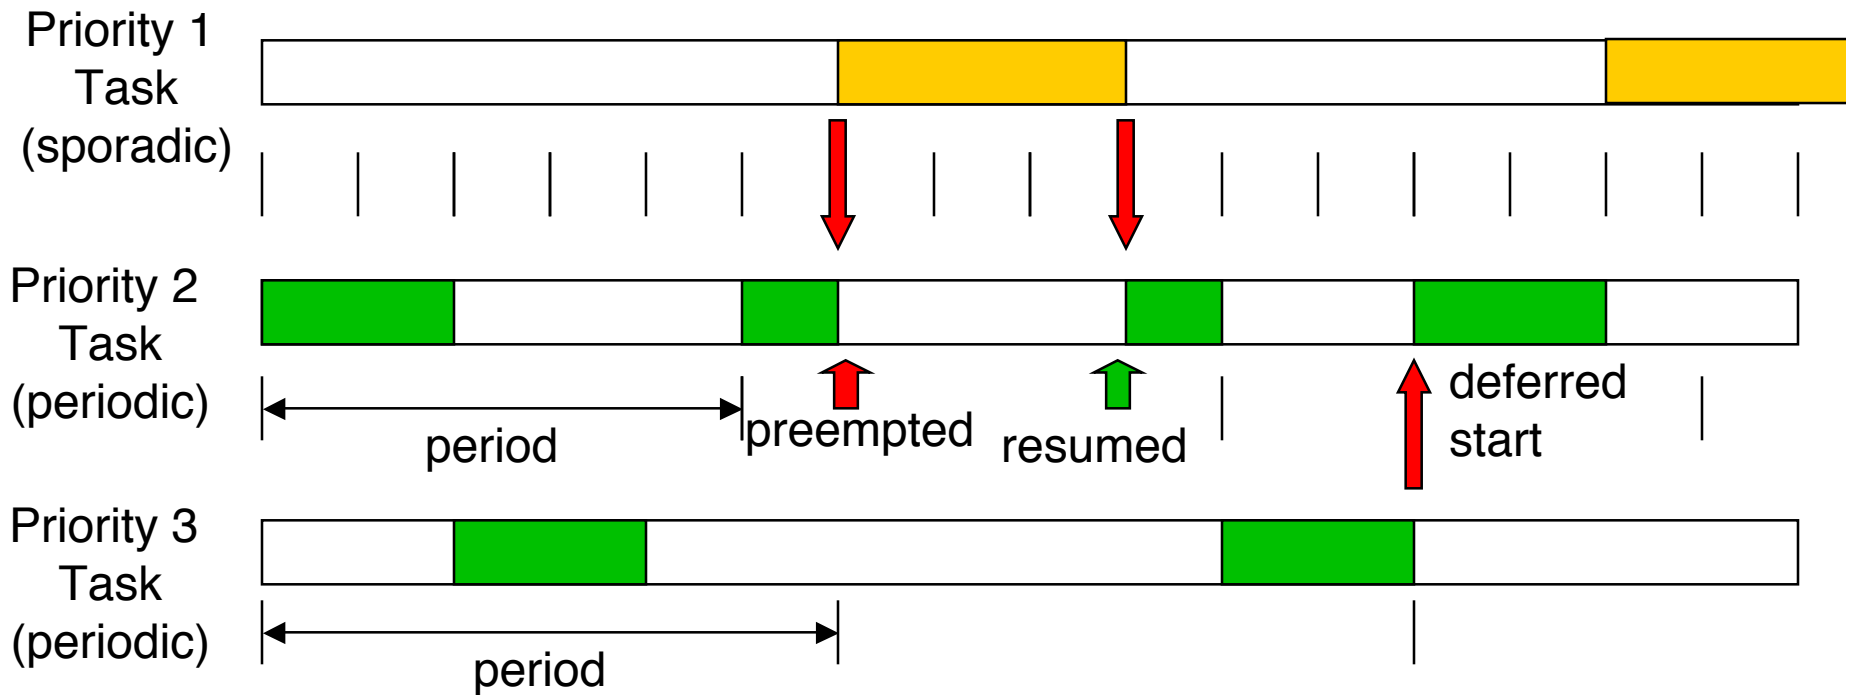 Priority 1
Task
(sporadic)
Priority 2
Task
(periodic)
period
preempted
resumed
deferred
start
Priority 3
Task
(periodic)
period